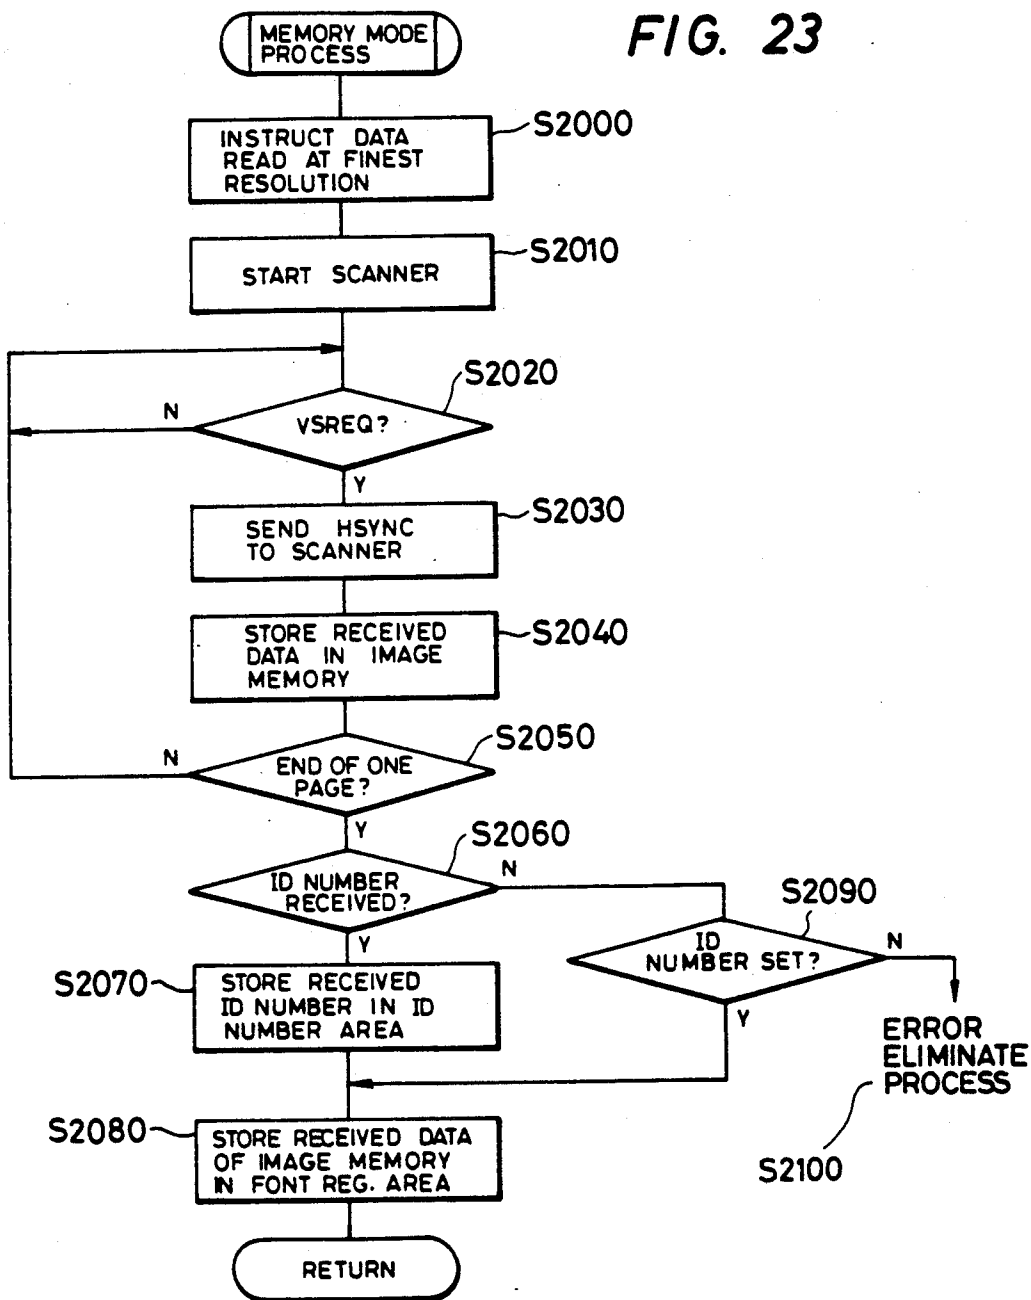 FIG. 23
MEMORY MODE
PROCESS
S2000
INSTRUCT DATA
READ AT FINEST
RESOLUTION
S2010
START SCANNER
S2020
N
VSREQ?
Y
S2030
SEND HSYNC
TO SCANNER
S2040
STORE RECEIVED
DATA IN IMAGE
MEMORY
S2050
N
END OF ONE
PAGE?
Y
S2060
N
ID NUMBER
RECEIVED?
Y
S2090
ID
NUMBER SET?
N
Y
S2070
STORE RECEIVED
ID NUMBER IN ID
NUMBER AREA
ERROR
ELIMINATE
PROCESS
S2100
S2080
STORE RECEIVED DATA
OF IMAGE MEMORY
IN FONT REG. AREA
RETURN